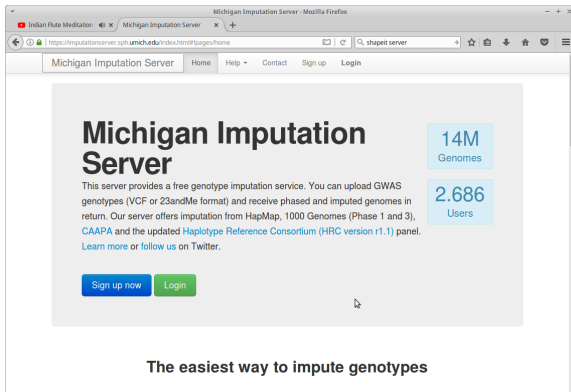 Michigan Imputation Server - Mozilla Firefox
Indian Flute Meditation
Michigan Imputation Server
https://imputationserver.sph.umich.edu/index.html#!pages/home
shapeit server
Michigan Imputation Server Home Help Contact Sign up Login
Michigan Imputation
Server
This server provides a free genotype imputation service. You can upload GWAS
genotypes (VCF or 23andMe format) and receive phased and imputed genomes in
return. Our server offers imputation from HapMap, 1000 Genomes (Phase 1 and 3),
CAAPA and the updated Haplotype Reference Consortium (HRC version r1.1) panel.
Learn more or follow us on Twitter.
14M
Genomes
2.686
Users
Sign up now Login
The easiest way to impute genotypes